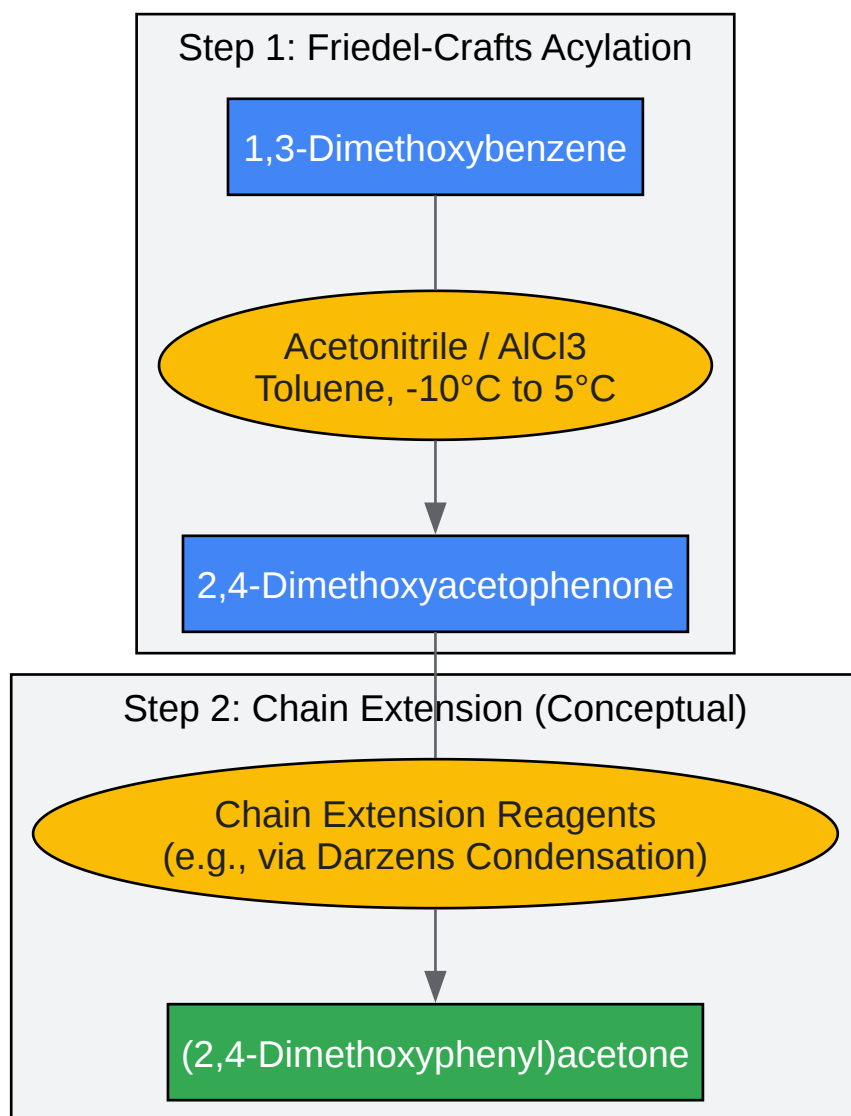 Step 1: Friedel-Crafts Acylation
1,3-Dimethoxybenzene
Acetonitrile / AlCl3
Toluene, -10°C to 5°C
2,4-Dimethoxyacetophenone
Step 2: Chain Extension (Conceptual)
Chain Extension Reagents
(e.g., via Darzens Condensation)
(2,4-Dimethoxyphenyl)acetone